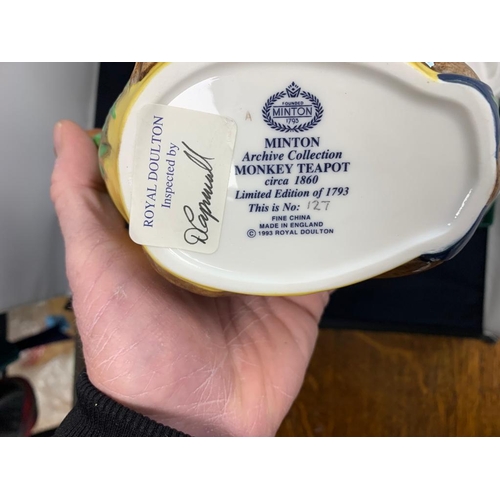 FOUNDED
MINTON
1793
MINTON
Archive Collection
MONKEY TEAPOT
circa 1860
Limited Edition of 1793
This is No: 127
FINE CHINA
MADE IN ENGLAND
© 1993 ROYAL DOULTON
ROYAL DOULTON
Inspected by